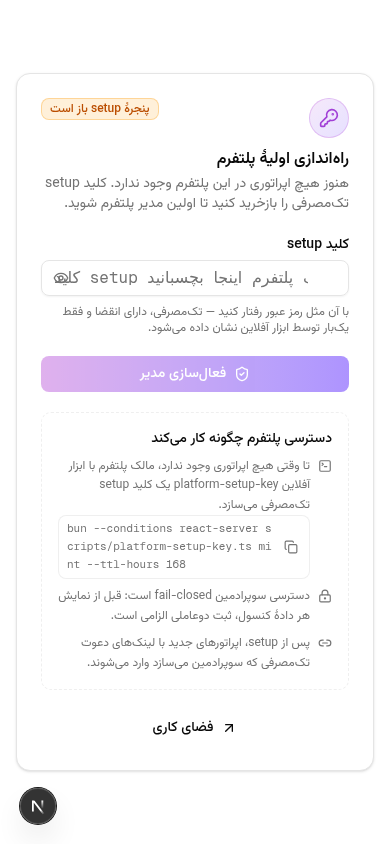 پنجرهٔ setup باز است
راه‌اندازی اولیهٔ پلتفرم
هنوز هیچ اپراتوری در این پلتفرم وجود ندارد. کلید setup
تک‌مصرفی را بازخرید کنید تا اولین مدیر پلتفرم شوید.
کلید setup
کلید setup پلتفرم اینجا بچسبانید
با آن مثل رمز عبور رفتار کنید — تک‌مصرفی، دارای انقضا و فقط
یک‌بار توسط ابزار آفلاین نشان داده می‌شود.
فعال‌سازی مدیر
دسترسی پلتفرم چگونه کار می‌کند
تا وقتی هیچ اپراتوری وجود ندارد، مالک پلتفرم با ابزار
آفلاین platform-setup-key یک کلید setup
تک‌مصرفی می‌سازد.
bun --conditions react-server s
cripts/platform-setup-key.ts mi
nt --ttl-hours 168
دسترسی سوپرادمین fail-closed است: قبل از نمایش
هر دادهٔ کنسول، ثبت دوعاملی الزامی است.
پس از setup، اپراتورهای جدید با لینک‌های دعوت
تک‌مصرفی که سوپرادمین می‌سازد وارد می‌شوند.
فضای کاری
N